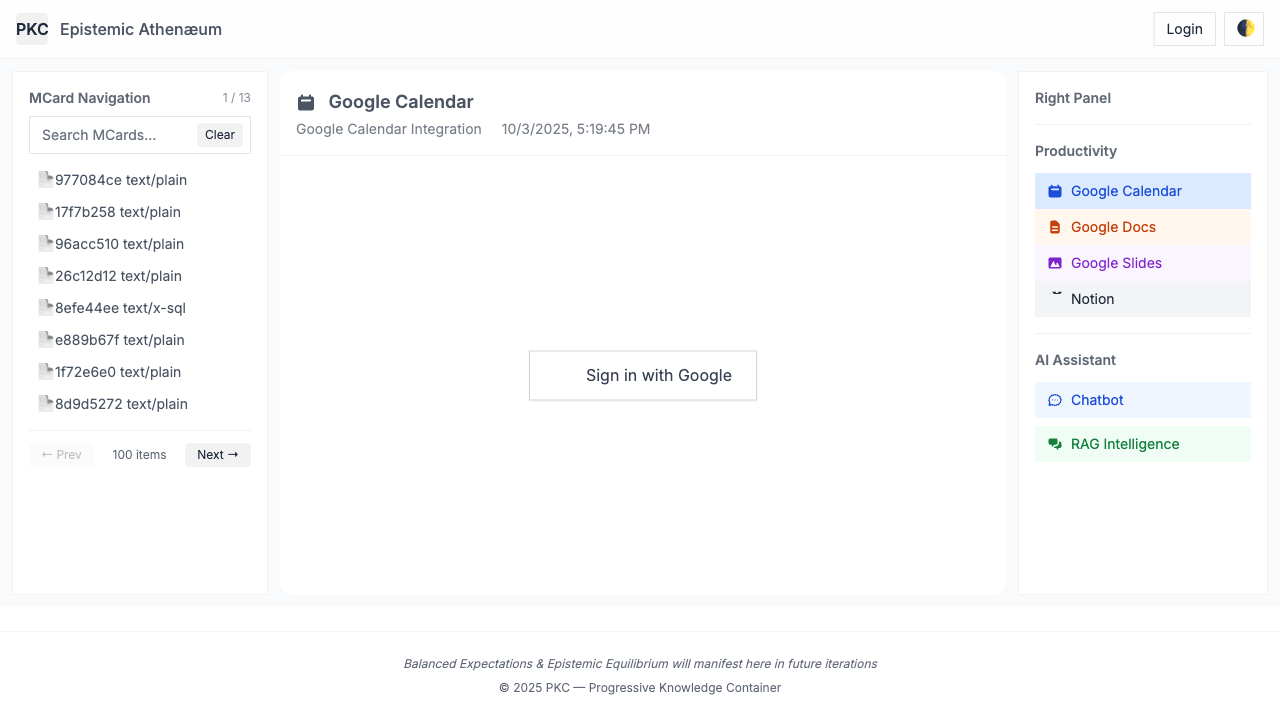 PKC Epistemic Athenæum
Login
MCard Navigation 1 / 13
Search MCards...
Clear
977084ce text/plain
17f7b258 text/plain
96acc510 text/plain
26c12d12 text/plain
8efe44ee text/x-sql
e889b67f text/plain
1f72e6e0 text/plain
8d9d5272 text/plain
← Prev 100 items Next →
Google Calendar
Google Calendar Integration 10/3/2025, 5:19:45 PM
Sign in with Google
Right Panel
Productivity
Google Calendar
Google Docs
Google Slides
Notion
AI Assistant
Chatbot
RAG Intelligence
Balanced Expectations & Epistemic Equilibrium will manifest here in future iterations
© 2025 PKC — Progressive Knowledge Container